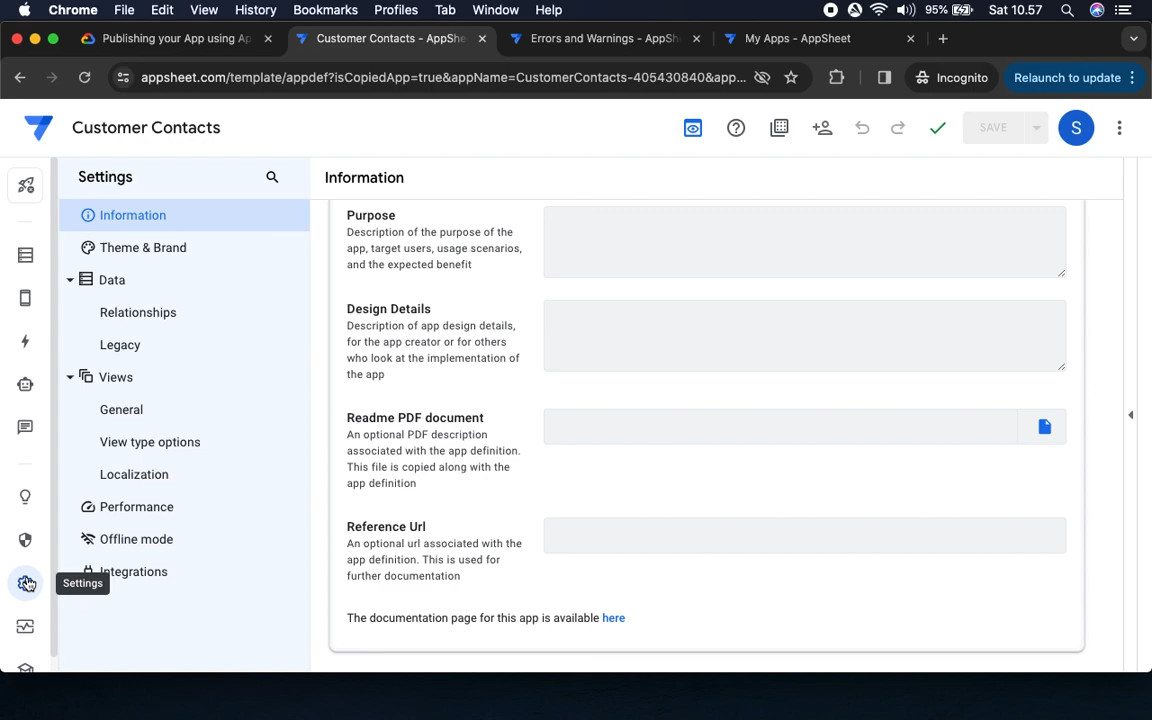 Chrome File Edit View History Bookmarks Profiles Tab Window Help 95% Sat 10.57
Publishing your App using Ap Customer Contacts - AppShe Errors and Warnings - AppSh My Apps - AppSheet
appsheet.com/template/appdef?isCopiedApp=true&appName=CustomerContacts-405430840&app... Incognito Relaunch to update
Customer Contacts SAVE S
Settings
Information
Theme & Brand
Data
Relationships
Legacy
Views
General
View type options
Localization
Performance
Offline mode
Integrations
Settings
Information
Purpose
Description of the purpose of the
app, target users, usage scenarios,
and the expected benefit
Design Details
Description of app design details,
for the app creator or for others
who look at the implementation of
the app
Readme PDF document
An optional PDF description
associated with the app definition.
This file is copied along with the
app definition
Reference Url
An optional url associated with the
app definition. This is used for
further documentation
The documentation page for this app is available here